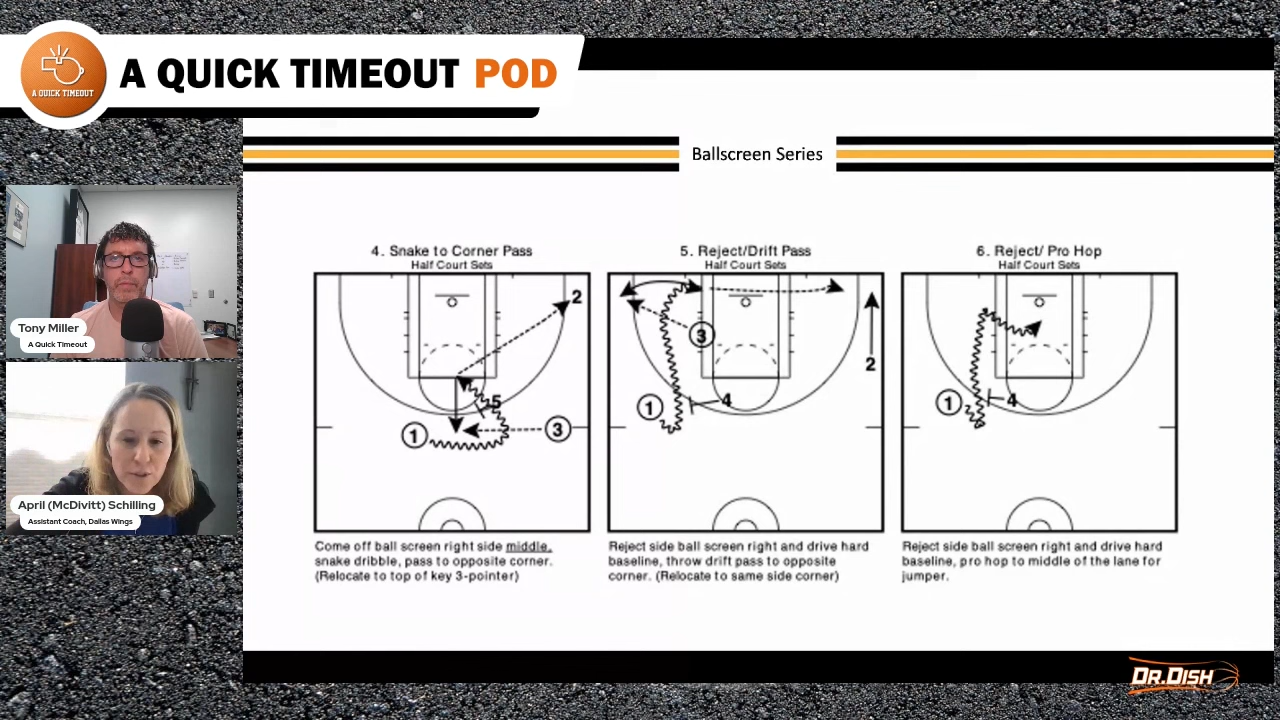 A QUICK TIMEOUT
A QUICK TIMEOUT POD
Ballscreen Series
Tony Miller
A Quick Timeout
April (McDivitt) Schilling
Assistant Coach, Dallas Wings
4. Snake to Corner Pass
Half Court Sets
2
5
1
3
Come off ball screen right side middle,
snake dribble, pass to opposite corner.
(Relocate to top of key 3-pointer)
5. Reject/Drift Pass
Half Court Sets
3
2
1
4
Reject side ball screen right and drive hard
baseline, throw drift pass to opposite
corner. (Relocate to same side corner)
6. Reject/ Pro Hop
Half Court Sets
1
4
Reject side ball screen right and drive hard
baseline, pro hop to middle of the lane for
jumper.
DR.DISH